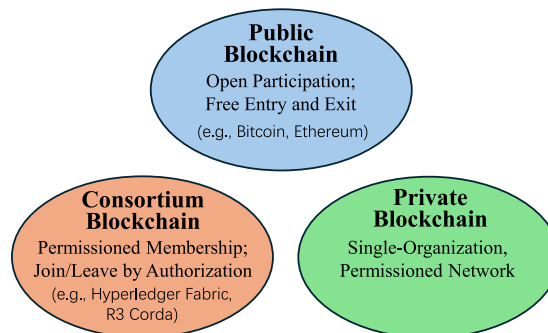 Public
Blockchain
Open Participation;
Free Entry and Exit
(e.g., Bitcoin, Ethereum)
Consortium
Blockchain
Permissioned Membership;
Join/Leave by Authorization
(e.g., Hyperledger Fabric,
R3 Corda)
Private
Blockchain
Single-Organization,
Permissioned Network